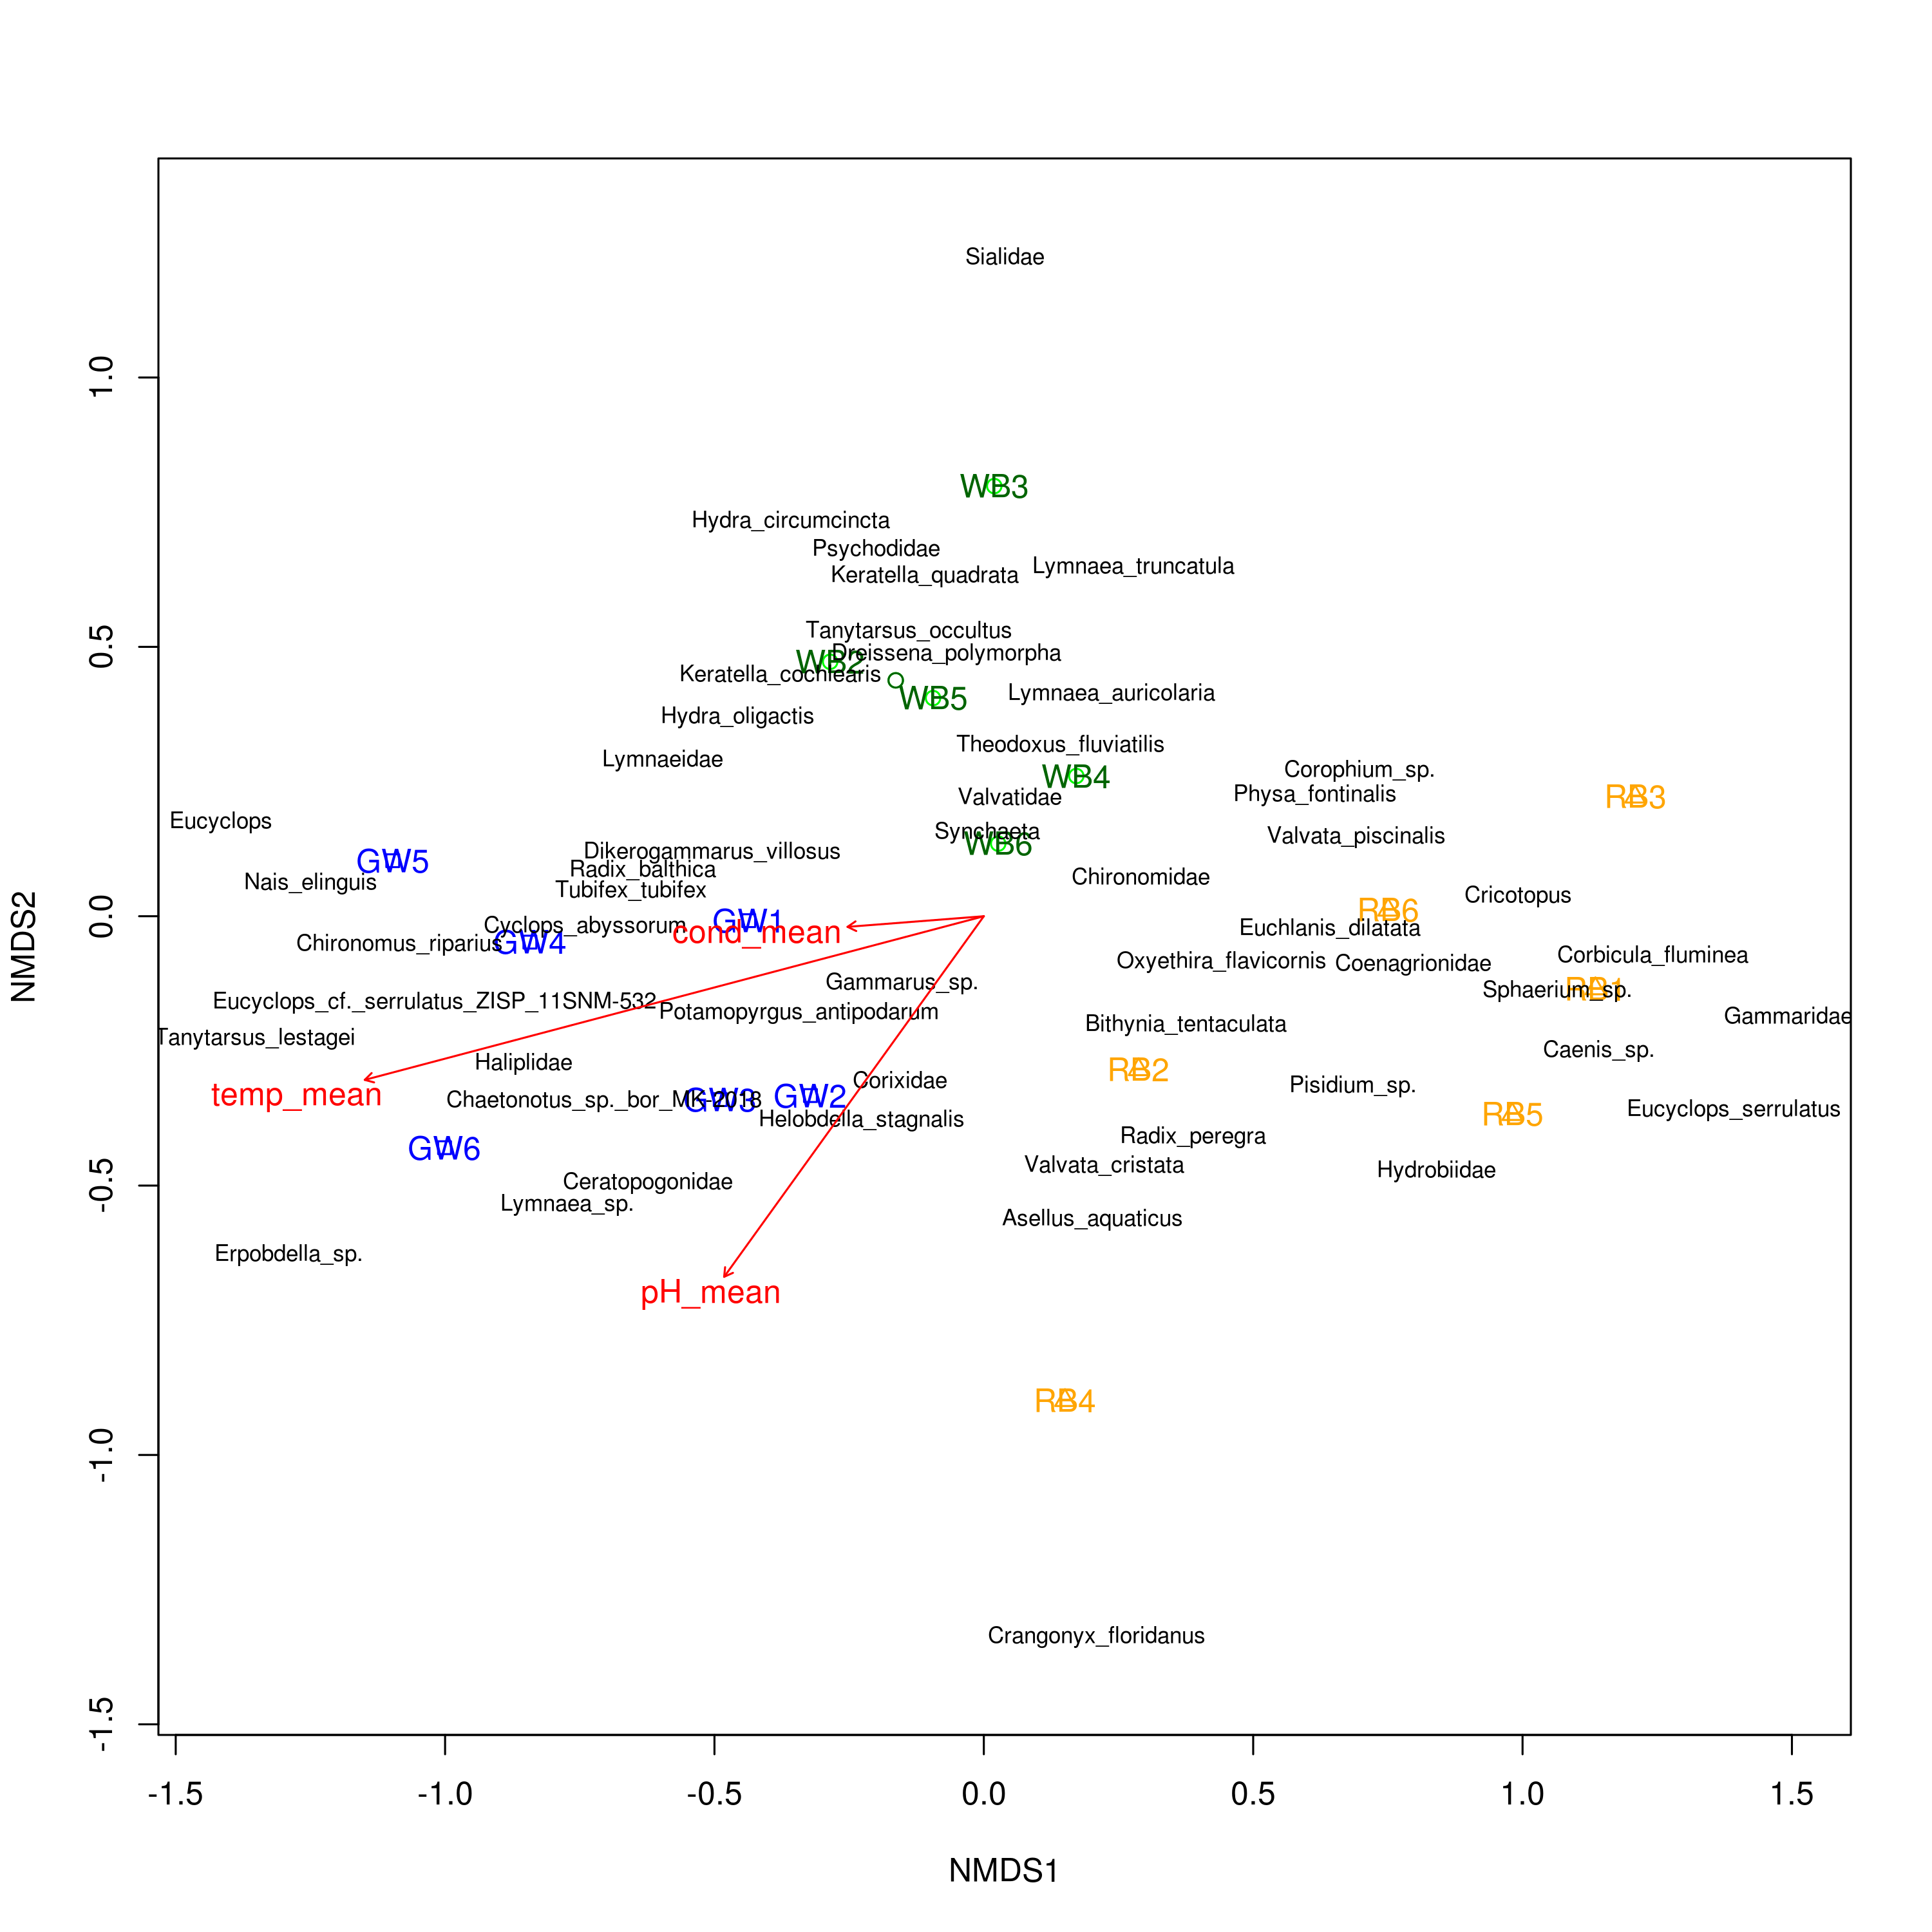 Sialidae
1.0
WB3
Hydra_circumcincta
Psychodidae
Lymnaea_truncatula
Keratella_quadrata
Tanytarsus_occultus
0.5
Dreissena_polymorpha
WB2
Keratella_cochlearis
Lymnaea_auricolaria
WB5
Hydra_oligactis
Theodoxus_fluviatilis
Lymnaeidae
Corophium_sp.
WB4
Physa_fontinalis
Valvatidae
RB3
Eucyclops
Synchaeta
Valvata_piscinalis
WB6
Dikerogammarus_villosus
GW5
Radix_balthica
Chironomidae
Nais_elinguis
Tubifex_tubifex
Cricotopus
RB6
0.0
GW1
Cyclops_abyssorum
Euchlanis_dilatata
cond_mean
GW4
Chironomus_riparius
NMDS2
Corbicula_fluminea
Oxyethira_flavicornis
Coenagrionidae
Gammarus_sp.
RB1
Sphaerium_sp.
Eucyclops_cf._serrulatus_ZISP_11SNM-532
Potamopyrgus_antipodarum
Gammaridae
Bithynia_tentaculata
Tanytarsus_lestagei
Caenis_sp.
Haliplidae
RB2
Corixidae
Pisidium_sp.
temp_mean
GW2
GW3
Chaetonotus_sp._bor_MK-2013
Eucyclops_serrulatus
RB5
Helobdella_stagnalis
Radix_peregra
GW6
Valvata_cristata
Hydrobiidae
-0.5
Ceratopogonidae
Lymnaea_sp.
Asellus_aquaticus
Erpobdella_sp.
pH_mean
RB4
-1.0
Crangonyx_floridanus
-1.5
-1.5 -1.0 -0.5 0.0 0.5 1.0 1.5
NMDS1